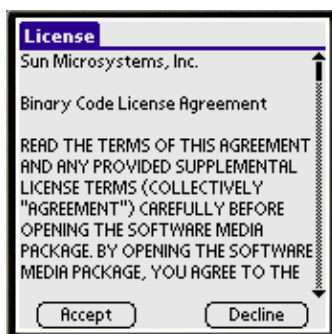 License
Sun Microsystems, Inc.
Binary Code License Agreement
READ THE TERMS OF THIS AGREEMENT
AND ANY PROVIDED SUPPLEMENTAL
LICENSE TERMS (COLLECTIVELY
"AGREEMENT") CAREFULLY BEFORE
OPENING THE SOFTWARE MEDIA
PACKAGE. BY OPENING THE SOFTWARE
MEDIA PACKAGE, YOU AGREE TO THE
Accept Decline